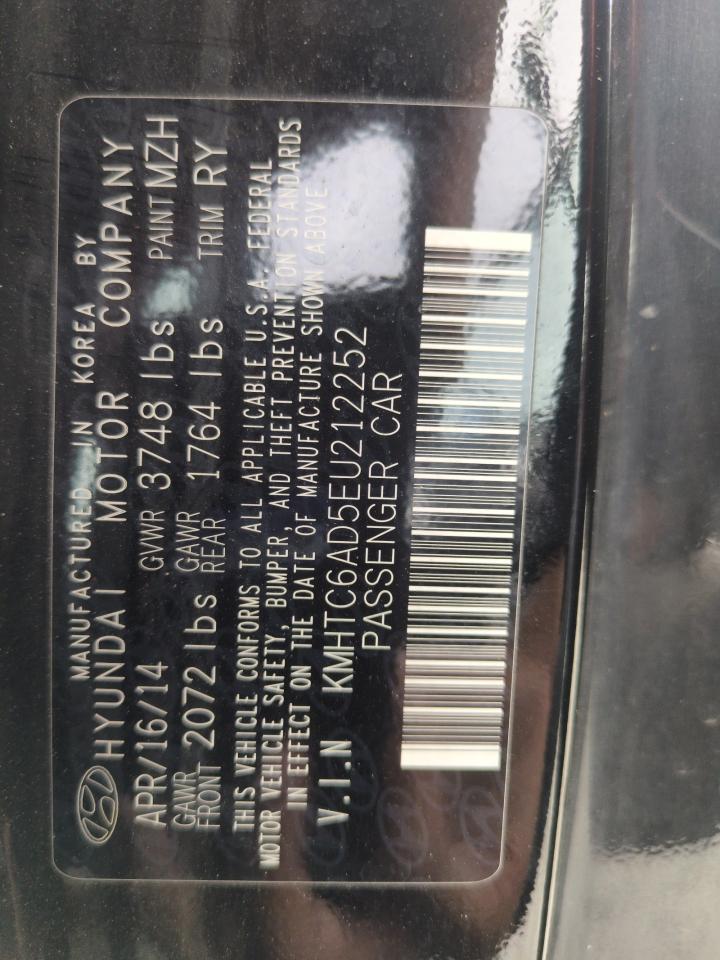 MANUFACTURED IN KOREA BY
HYUNDAI MOTOR COMPANY
APR/16/14 GVWR 3748 lbs PAINT MZH
GAWR FRONT 2072 lbs GAWR REAR 1764 lbs TRIM RY
THIS VEHICLE CONFORMS TO ALL APPLICABLE U.S.A. FEDERAL
MOTOR VEHICLE SAFETY, BUMPER, AND THEFT PREVENTION STANDARDS
IN EFFECT ON THE DATE OF MANUFACTURE SHOWN ABOVE.
V.I.N KMHTC6AD5EU212252
PASSENGER CAR